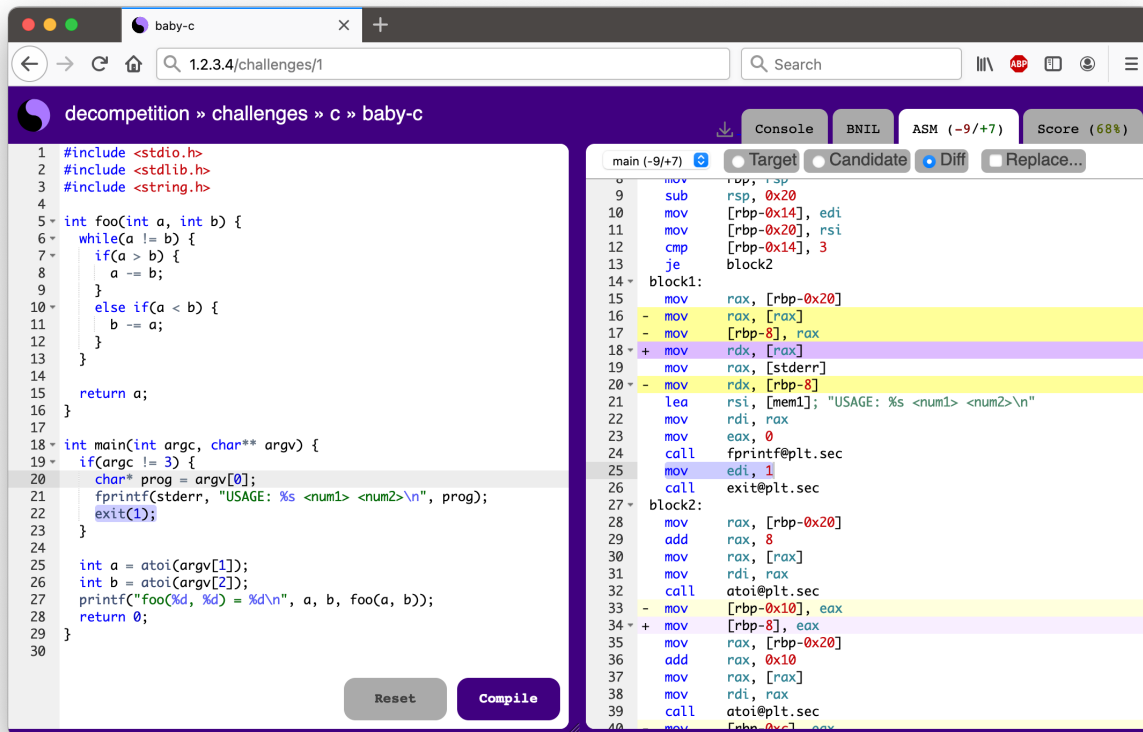 baby-c
1.2.3.4/challenges/1
Search
ABP
decompetition » challenges » c » baby-c
Console
BNIL
ASM (-9/+7)
Score (68%)
main (-9/+7)
Target
Candidate
Diff
Replace...
1 #include <stdio.h>
2 #include <stdlib.h>
3 #include <string.h>
4
5 int foo(int a, int b) {
6   while(a != b) {
7     if(a > b) {
8       a -= b;
9     }
10     else if(a < b) {
11       b -= a;
12     }
13   }
14
15   return a;
16 }
17
18 int main(int argc, char** argv) {
19   if(argc != 3) {
20     char* prog = argv[0];
21     fprintf(stderr, "USAGE: %s <num1> <num2>\n", prog);
22     exit(1);
23   }
24
25   int a = atoi(argv[1]);
26   int b = atoi(argv[2]);
27   printf("foo(%d, %d) = %d\n", a, b, foo(a, b));
28   return 0;
29 }
30
Reset
Compile
8 mov rbp, rsp
9 sub rsp, 0x20
10 mov [rbp-0x14], edi
11 mov [rbp-0x20], rsi
12 cmp [rbp-0x14], 3
13 je block2
14 block1:
15 mov rax, [rbp-0x20]
16 - mov rax, [rax]
17 - mov [rbp-8], rax
18 + mov rdx, [rax]
19 mov rax, [stderr]
20 - mov rdx, [rbp-8]
21 lea rsi, [mem1]; "USAGE: %s <num1> <num2>\n"
22 mov rdi, rax
23 mov eax, 0
24 call fprintf@plt.sec
25 mov edi, 1
26 call exit@plt.sec
27 block2:
28 mov rax, [rbp-0x20]
29 add rax, 8
30 mov rax, [rax]
31 mov rdi, rax
32 call atoi@plt.sec
33 - mov [rbp-0x10], eax
34 + mov [rbp-8], eax
35 mov rax, [rbp-0x20]
36 add rax, 0x10
37 mov rax, [rax]
38 mov rdi, rax
39 call atoi@plt.sec
40 - mov [rbp-0xc], eax